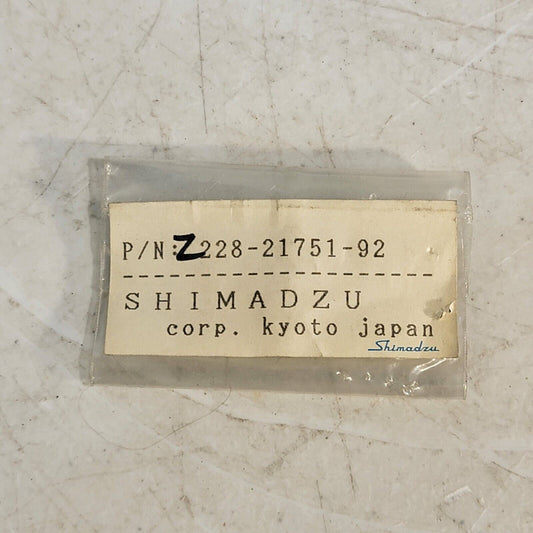 P/N:Z228-21751-92
SHIMADZU
corp. kyoto japan
Shimadzu